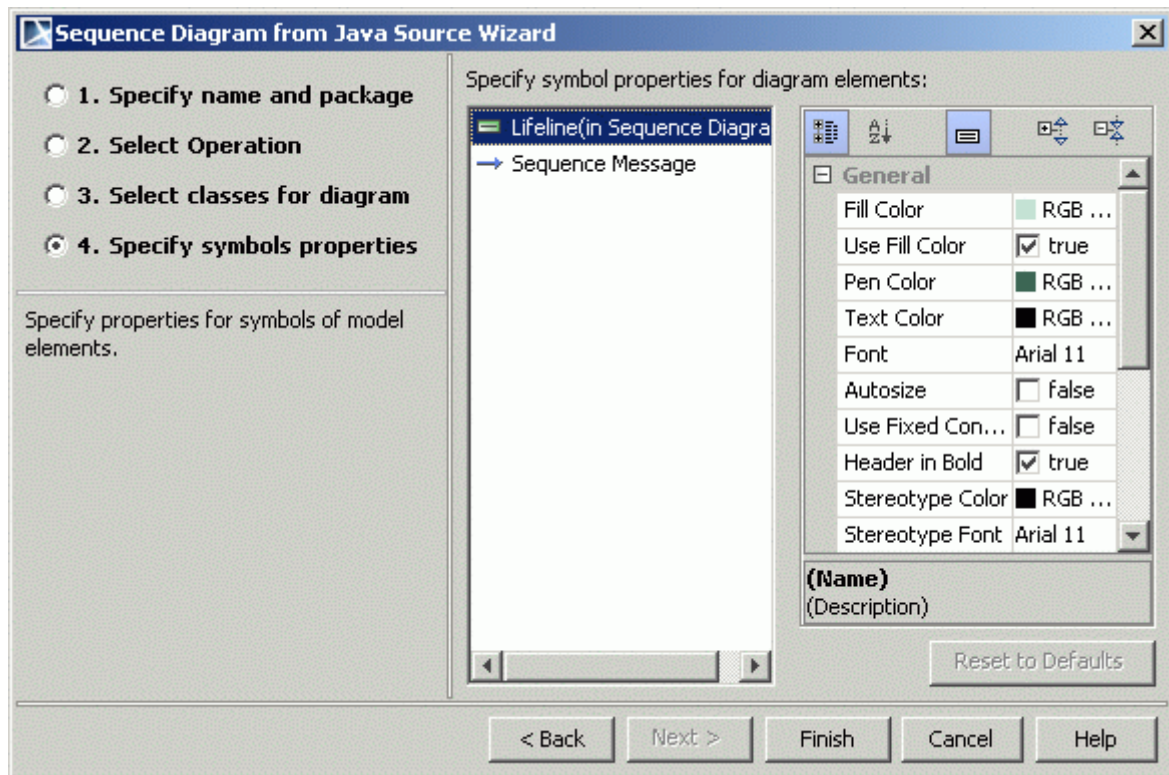 Sequence Diagram from Java Source Wizard
1. Specify name and package
2. Select Operation
3. Select classes for diagram
4. Specify symbols properties
Specify properties for symbols of model
elements.
Specify symbol properties for diagram elements:
Lifeline(in Sequence Diagra
Sequence Message
General
Fill Color RGB ...
Use Fill Color true
Pen Color RGB ...
Text Color RGB ...
Font Arial 11
Autosize false
Use Fixed Con... false
Header in Bold true
Stereotype Color RGB ...
Stereotype Font Arial 11
(Name)
(Description)
Reset to Defaults
< Back Next > Finish Cancel Help